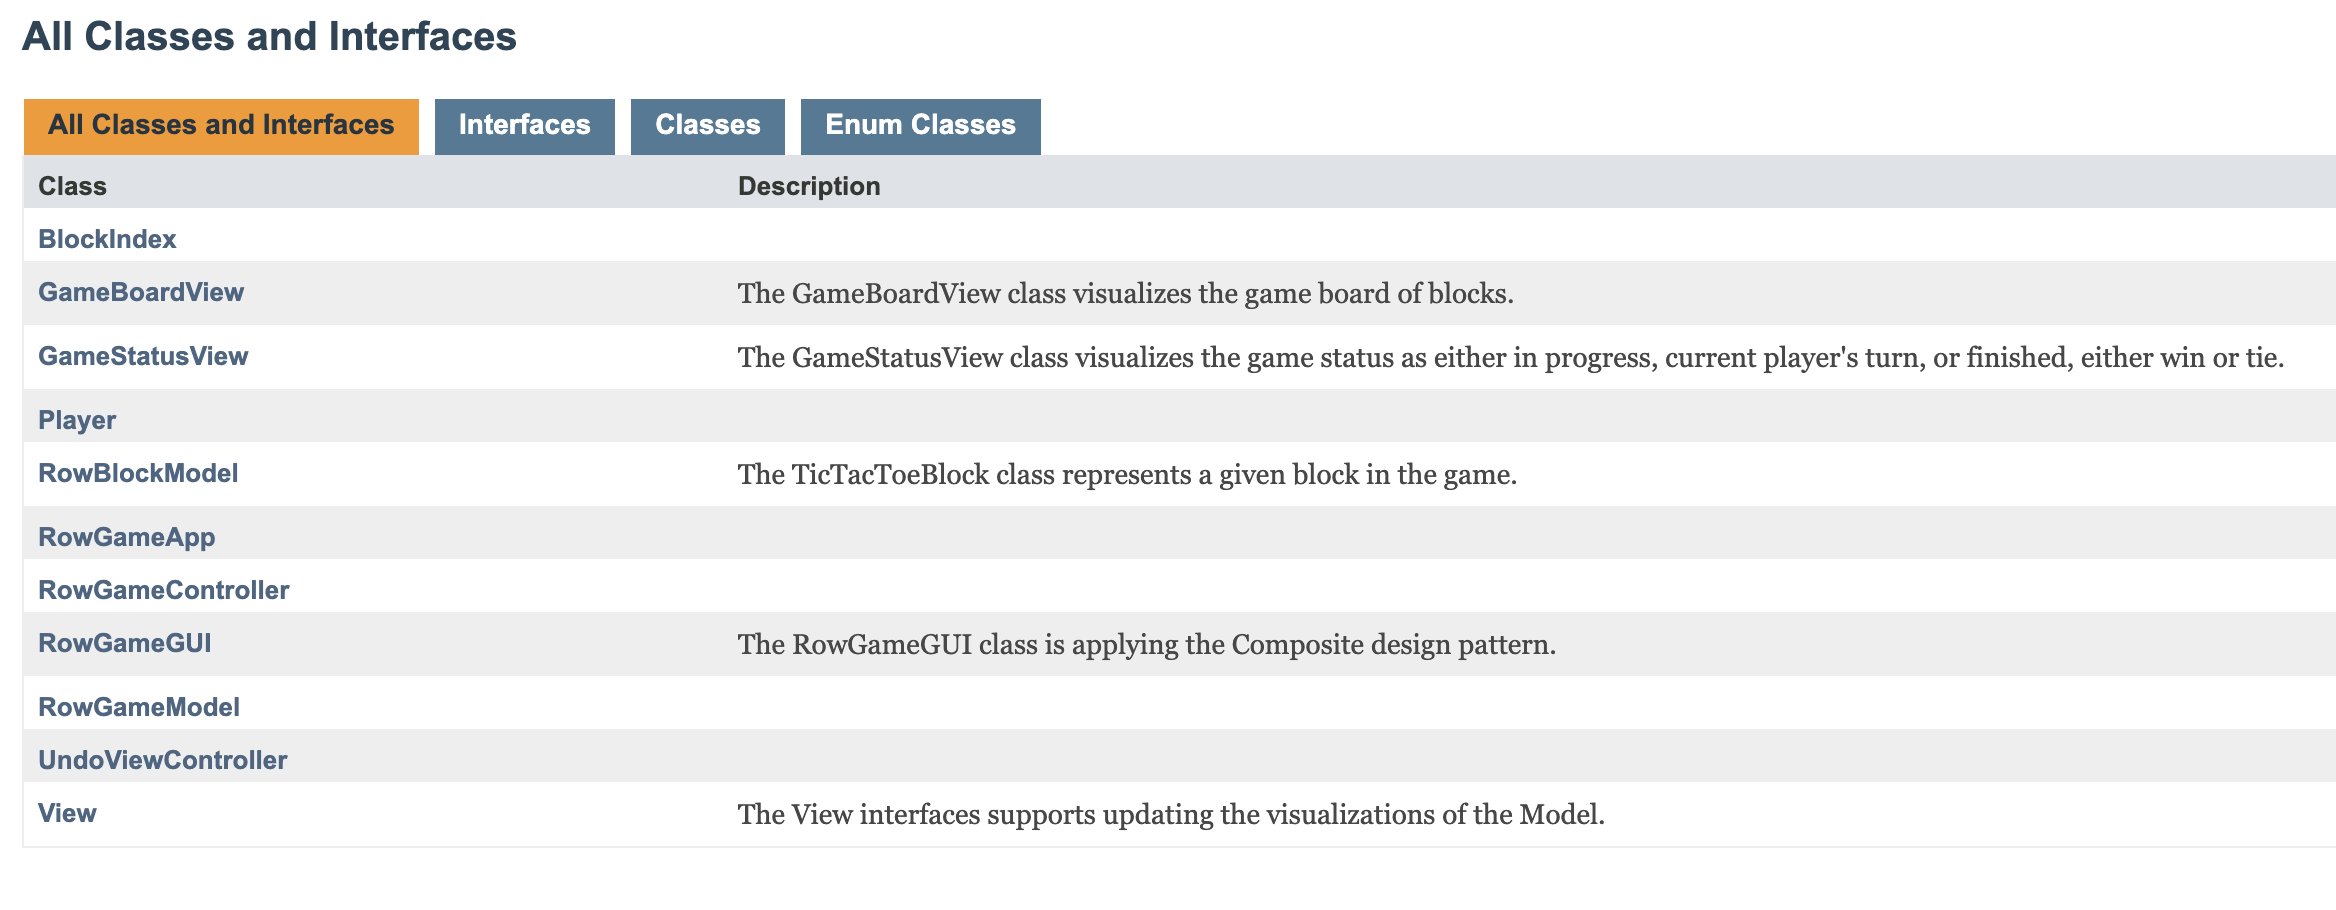 All Classes and Interfaces
All Classes and Interfaces Interfaces Classes Enum Classes
Class Description
BlockIndex
GameBoardView The GameBoardView class visualizes the game board of blocks.
GameStatusView The GameStatusView class visualizes the game status as either in progress, current player's turn, or finished, either win or tie.
Player
RowBlockModel The TicTacToeBlock class represents a given block in the game.
RowGameApp
RowGameController
RowGameGUI The RowGameGUI class is applying the Composite design pattern.
RowGameModel
UndoViewController
View The View interfaces supports updating the visualizations of the Model.